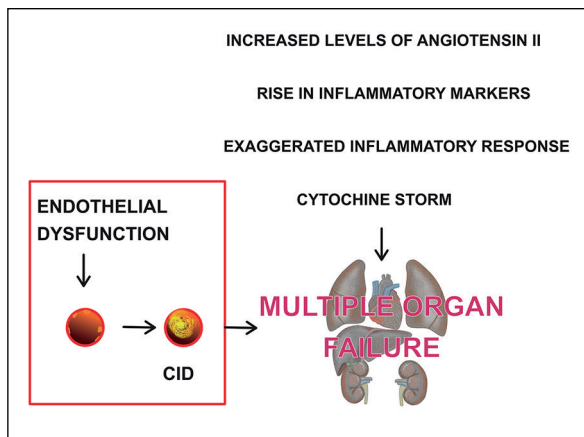 INCREASED LEVELS OF ANGIOTENSIN II
RISE IN INFLAMMATORY MARKERS
EXAGGERATED INFLAMMATORY RESPONSE
CYTOCHINE STORM
ENDOTHELIAL
DYSFUNCTION
CID
MULTIPLE ORGAN
FAILURE